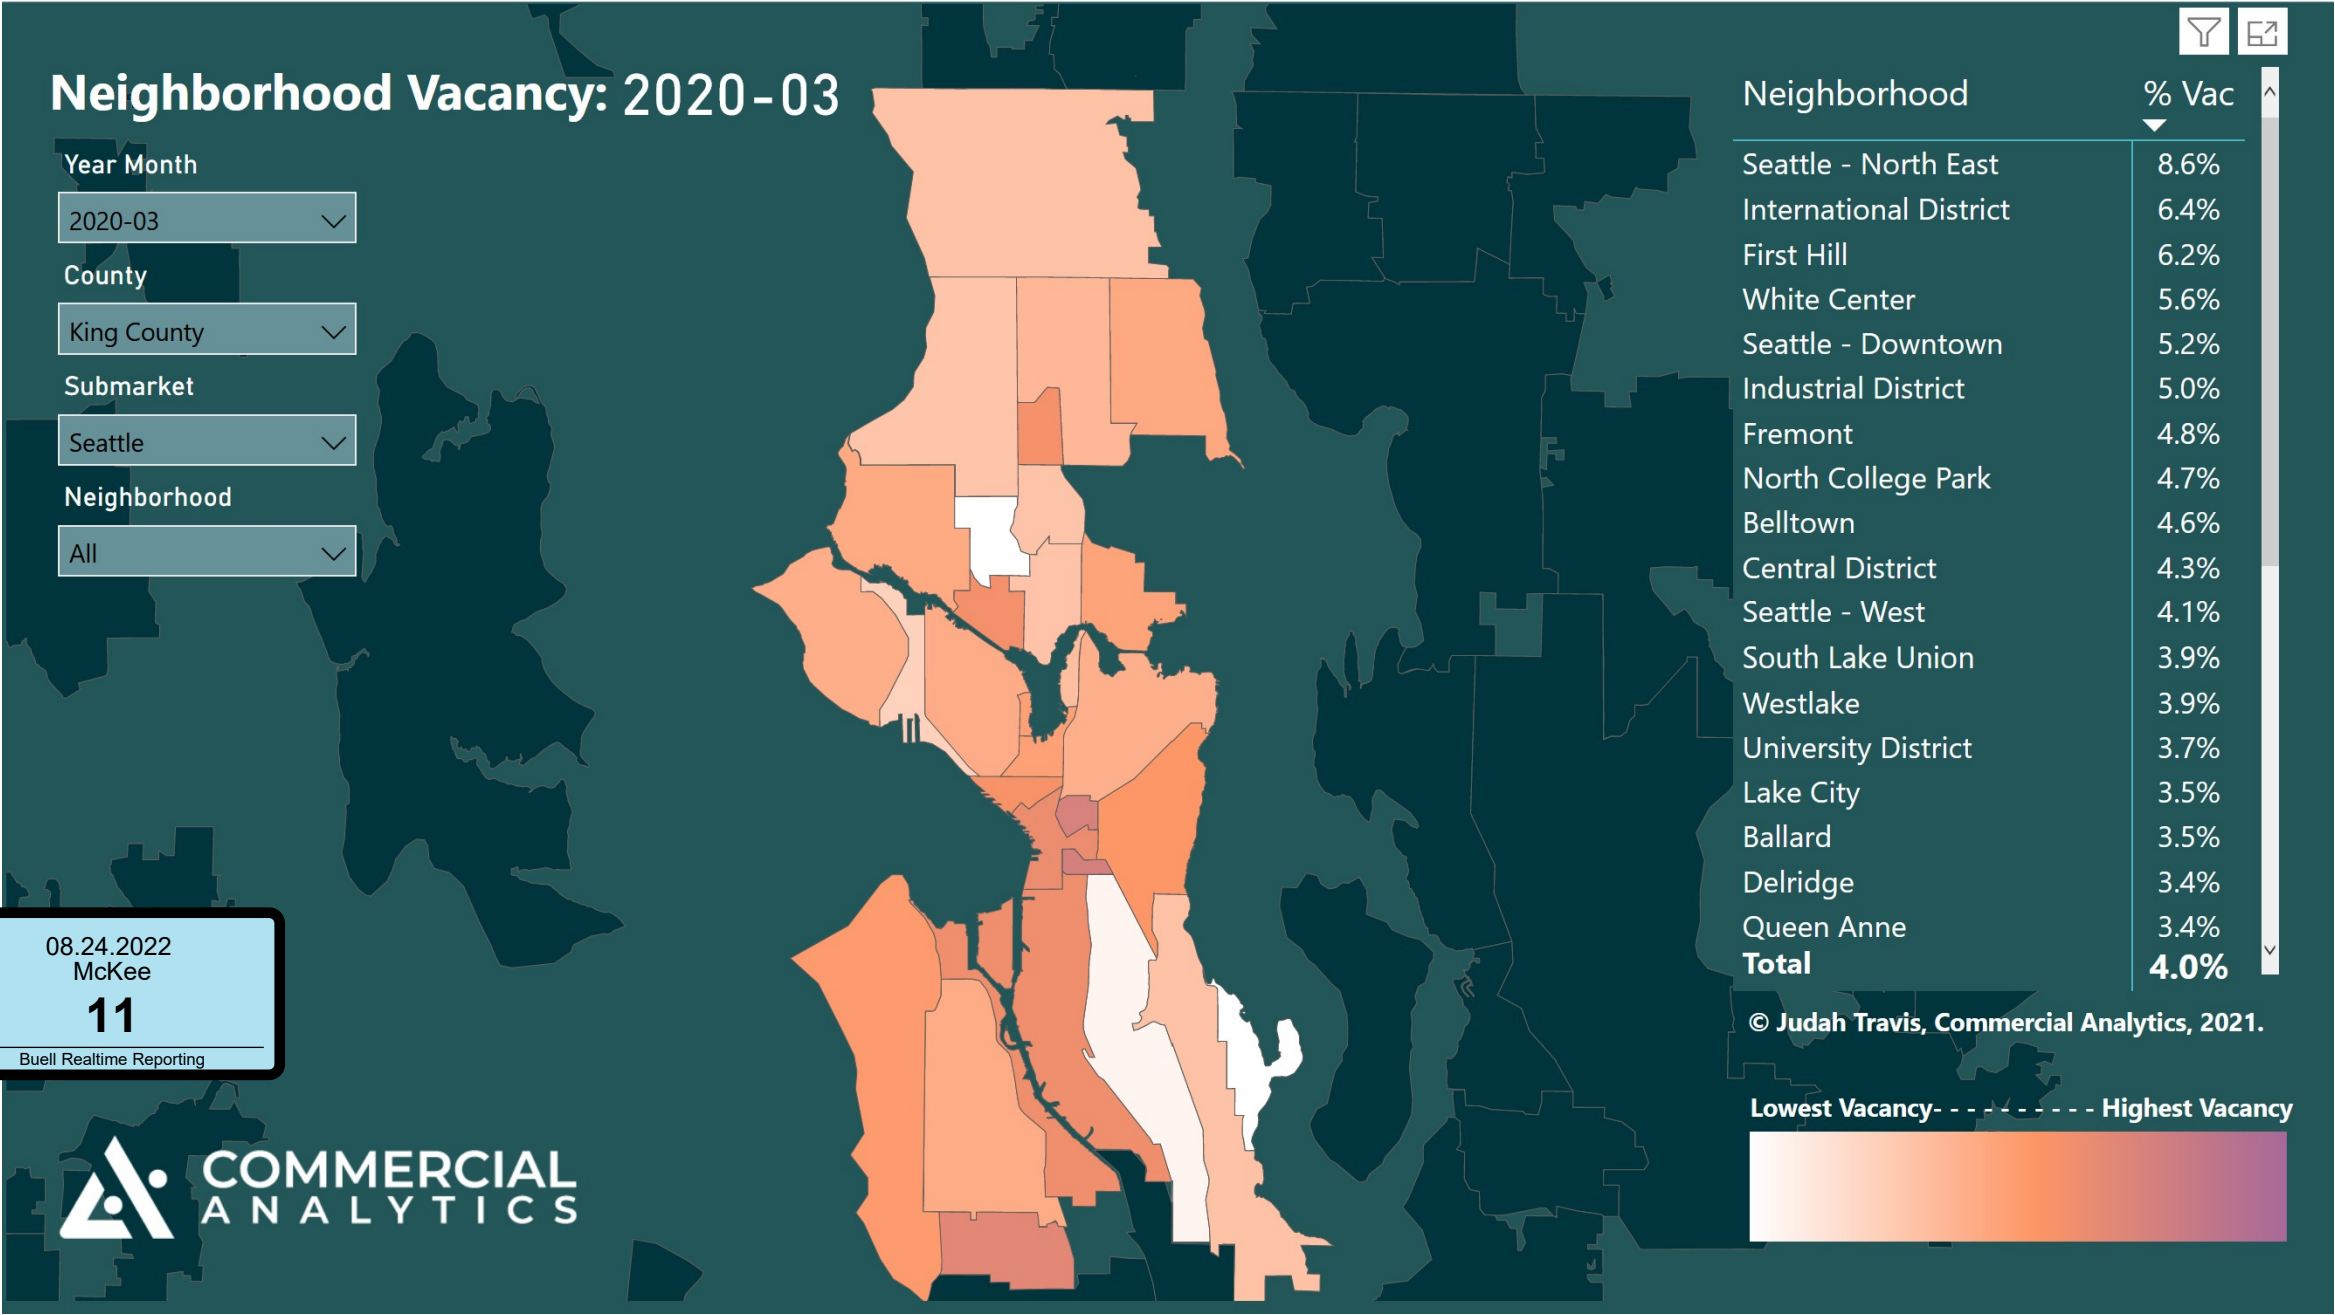 Neighborhood Vacancy: 2020-03
Year Month
2020-03
County
King County
Submarket
Seattle
Neighborhood
All
08.24.2022
McKee
11
Buell Realtime Reporting
COMMERCIAL
ANALYTICS
Neighborhood % Vac
Seattle - North East 8.6%
International District 6.4%
First Hill 6.2%
White Center 5.6%
Seattle - Downtown 5.2%
Industrial District 5.0%
Fremont 4.8%
North College Park 4.7%
Belltown 4.6%
Central District 4.3%
Seattle - West 4.1%
South Lake Union 3.9%
Westlake 3.9%
University District 3.7%
Lake City 3.5%
Ballard 3.5%
Delridge 3.4%
Queen Anne 3.4%
Total 4.0%
© Judah Travis, Commercial Analytics, 2021.
Lowest Vacancy- - - - - - - - - - Highest Vacancy